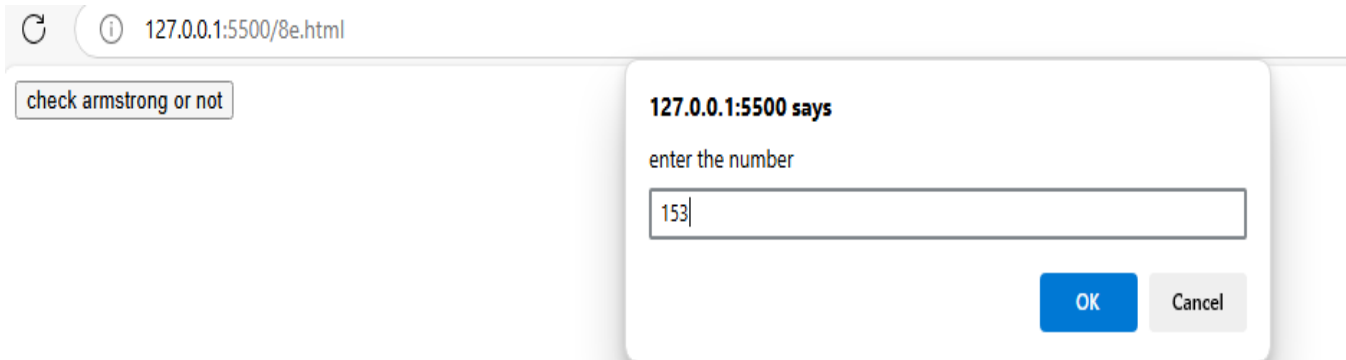 127.0.0.1:5500/8e.html
check armstrong or not
127.0.0.1:5500 says
enter the number
153
OK
Cancel